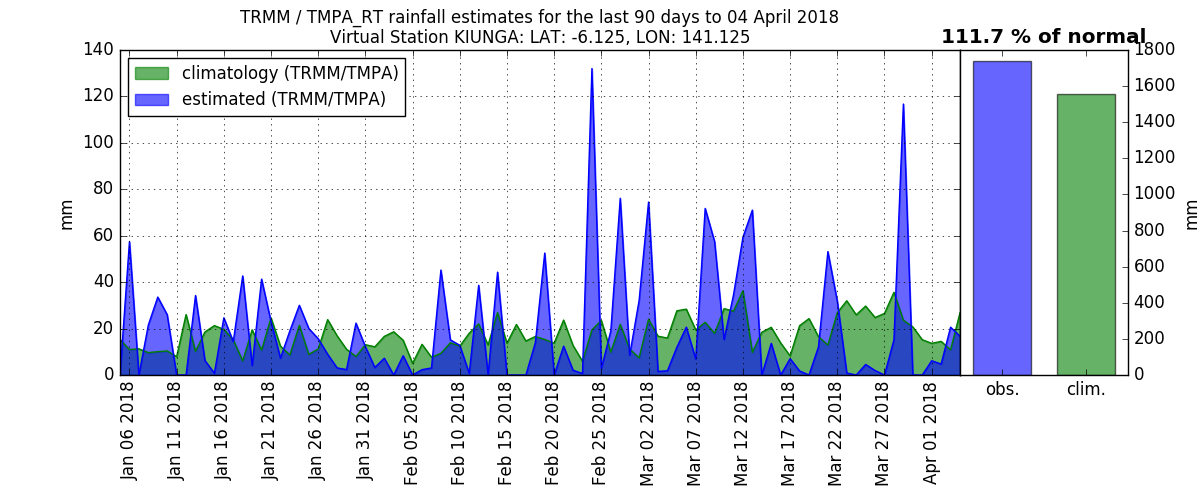 TRMM / TMPA_RT rainfall estimates for the last 90 days to 04 April 2018
Virtual Station KIUNGA: LAT: -6.125, LON: 141.125
111.7 % of normal
climatology (TRMM/TMPA)
estimated (TRMM/TMPA)
mm
140
120
100
80
60
40
20
0
Jan 06 2018
Jan 11 2018
Jan 16 2018
Jan 21 2018
Jan 26 2018
Jan 31 2018
Feb 05 2018
Feb 10 2018
Feb 15 2018
Feb 20 2018
Feb 25 2018
Mar 02 2018
Mar 07 2018
Mar 12 2018
Mar 17 2018
Mar 22 2018
Mar 27 2018
Apr 01 2018
obs.
clim.
1800
1600
1400
1200
1000
800
600
400
200
0
mm